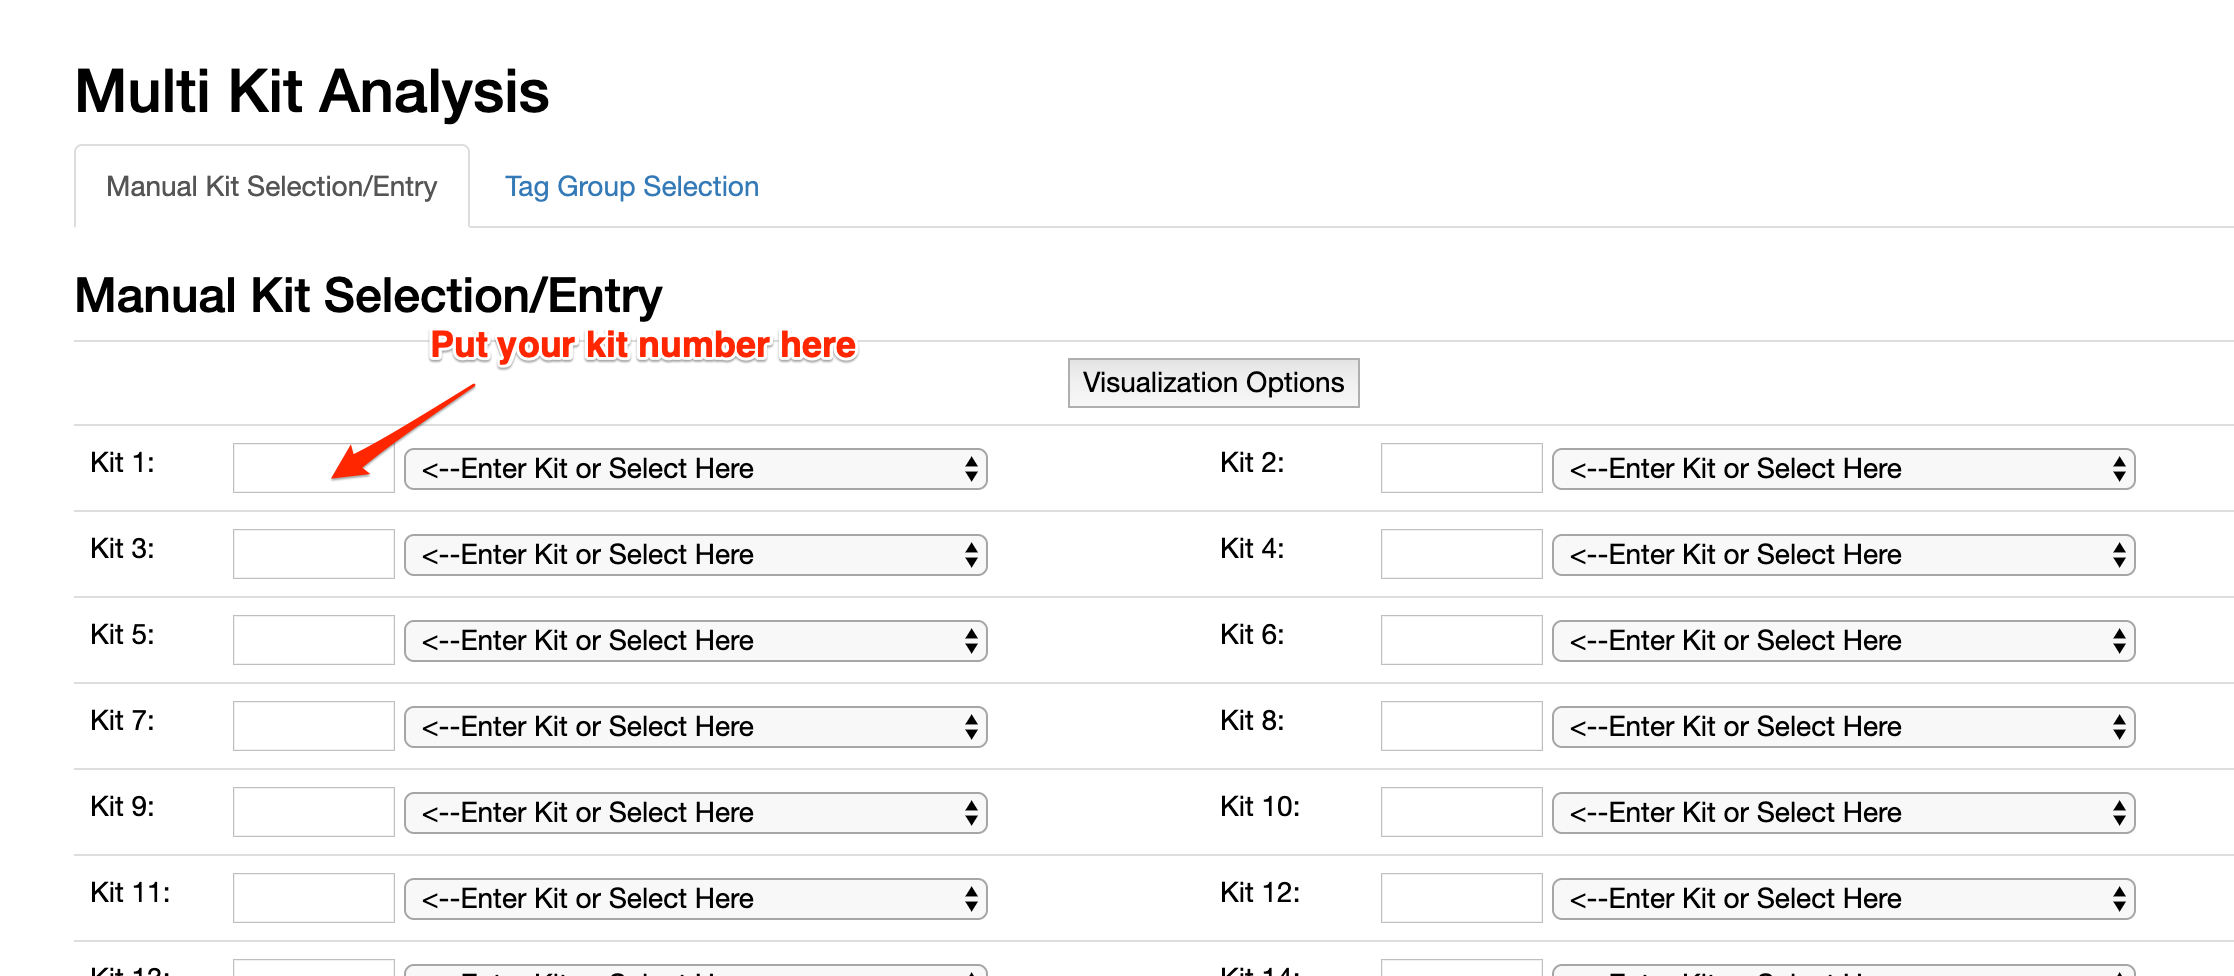 Multi Kit Analysis
Manual Kit Selection/Entry Tag Group Selection
Manual Kit Selection/Entry
Put your kit number here
Visualization Options
Kit 1: <--Enter Kit or Select Here Kit 2: <--Enter Kit or Select Here
Kit 3: <--Enter Kit or Select Here Kit 4: <--Enter Kit or Select Here
Kit 5: <--Enter Kit or Select Here Kit 6: <--Enter Kit or Select Here
Kit 7: <--Enter Kit or Select Here Kit 8: <--Enter Kit or Select Here
Kit 9: <--Enter Kit or Select Here Kit 10: <--Enter Kit or Select Here
Kit 11: <--Enter Kit or Select Here Kit 12: <--Enter Kit or Select Here